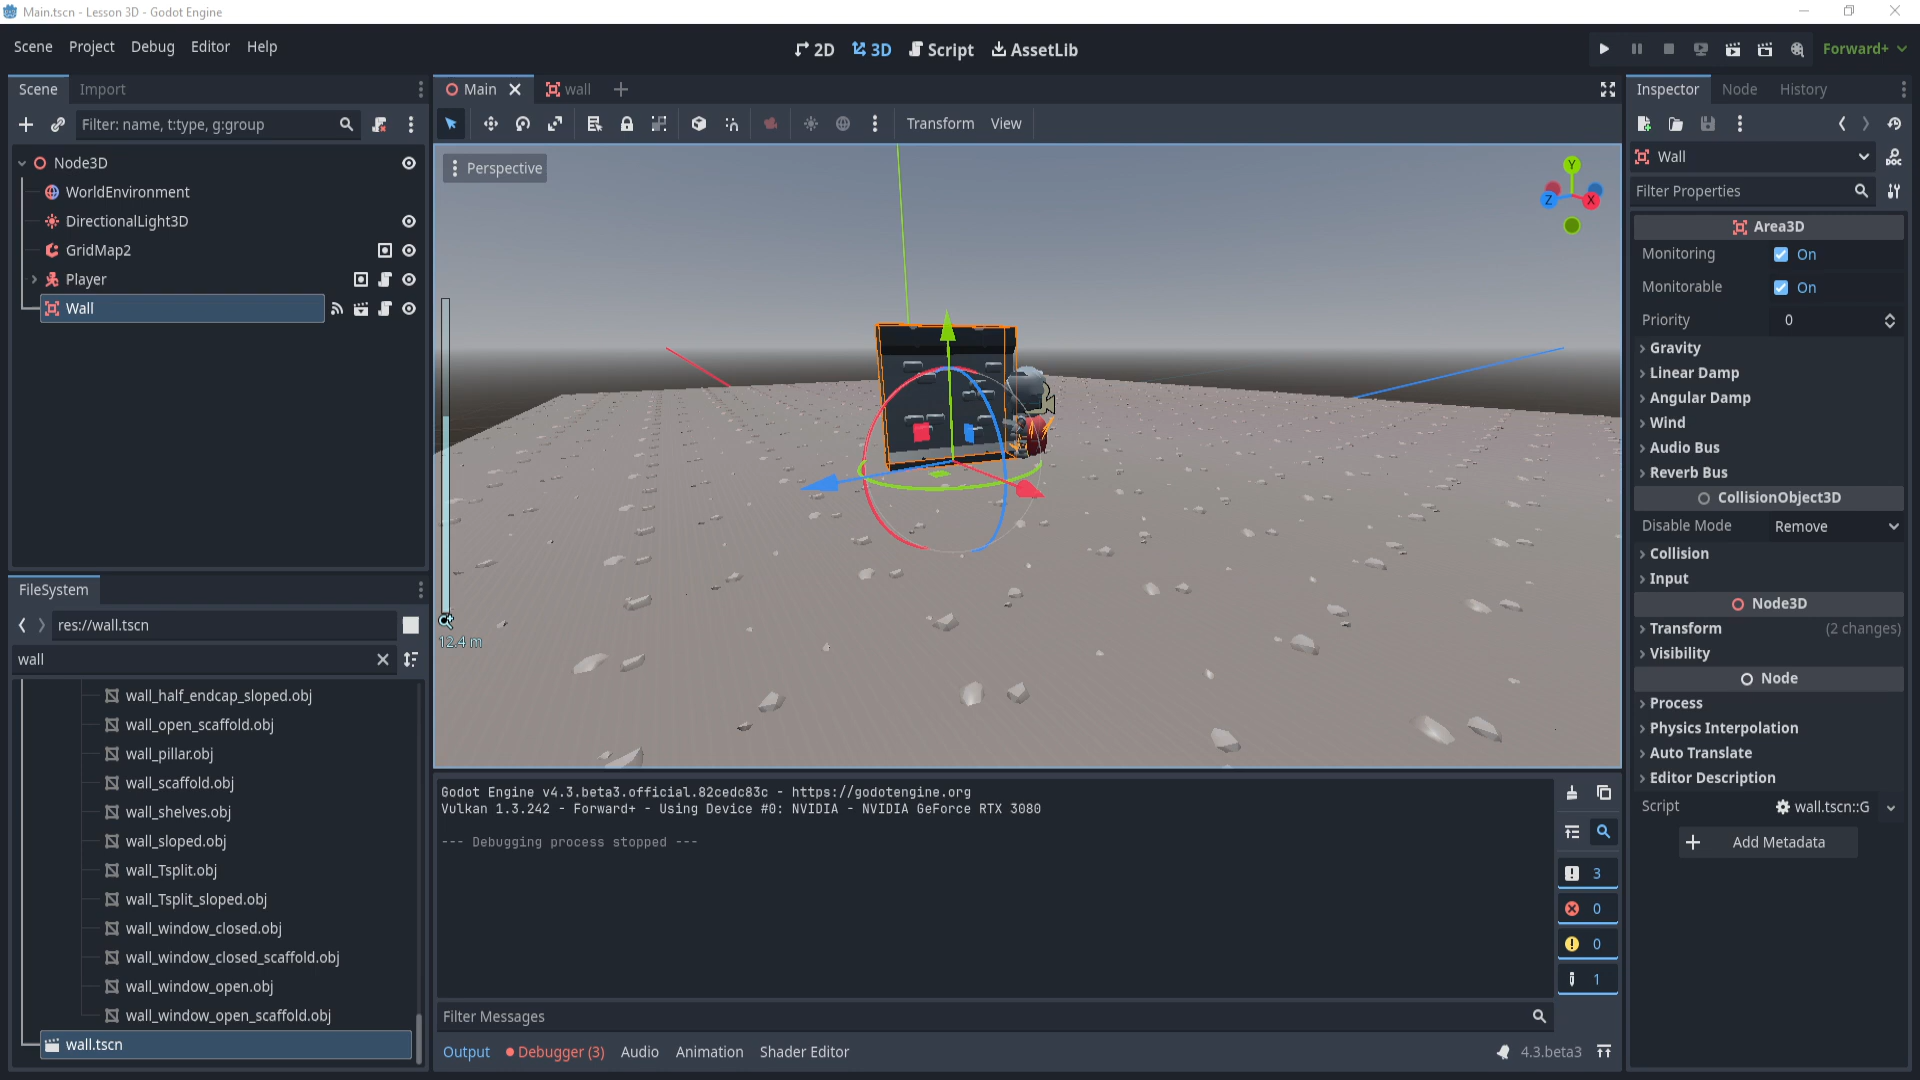 Main.tscn - Lesson 3D - Godot Engine
Scene Project Debug Editor Help
2D 3D Script AssetLib
Forward+
Scene Import
Filter: name, t:type, g:group
Node3D
WorldEnvironment
DirectionalLight3D
GridMap2
Player
Wall
FileSystem
res://wall.tscn
wall
wall_half_endcap_sloped.obj
wall_open_scaffold.obj
wall_pillar.obj
wall_scaffold.obj
wall_shelves.obj
wall_sloped.obj
wall_Tsplit.obj
wall_Tsplit_sloped.obj
wall_window_closed.obj
wall_window_closed_scaffold.obj
wall_window_open.obj
wall_window_open_scaffold.obj
wall.tscn
Main wall
Transform View
Perspective
Y
Z X
12.4 m
Godot Engine v4.3.beta3.official.82cedc83c - https://godotengine.org
Vulkan 1.3.242 - Forward+ - Using Device #0: NVIDIA - NVIDIA GeForce RTX 3080
--- Debugging process stopped ---
3
0
0
1
Filter Messages
Output Debugger (3) Audio Animation Shader Editor
4.3.beta3
Inspector Node History
Wall
Filter Properties
Area3D
Monitoring On
Monitorable On
Priority 0
Gravity
Linear Damp
Angular Damp
Wind
Audio Bus
Reverb Bus
CollisionObject3D
Disable Mode Remove
Collision
Input
Node3D
Transform (2 changes)
Visibility
Node
Process
Physics Interpolation
Auto Translate
Editor Description
Script wall.tscn::G
Add Metadata